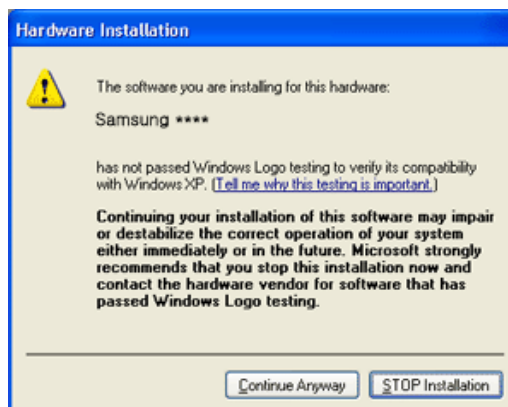 Hardware Installation
The software you are installing for this hardware:
Samsung ****
has not passed Windows Logo testing to verify its compatibility
with Windows XP. (Tell me why this testing is important.)
Continuing your installation of this software may impair
or destabilize the correct operation of your system
either immediately or in the future. Microsoft strongly
recommends that you stop this installation now and
contact the hardware vendor for software that has
passed Windows Logo testing.
Continue Anyway
STOP Installation